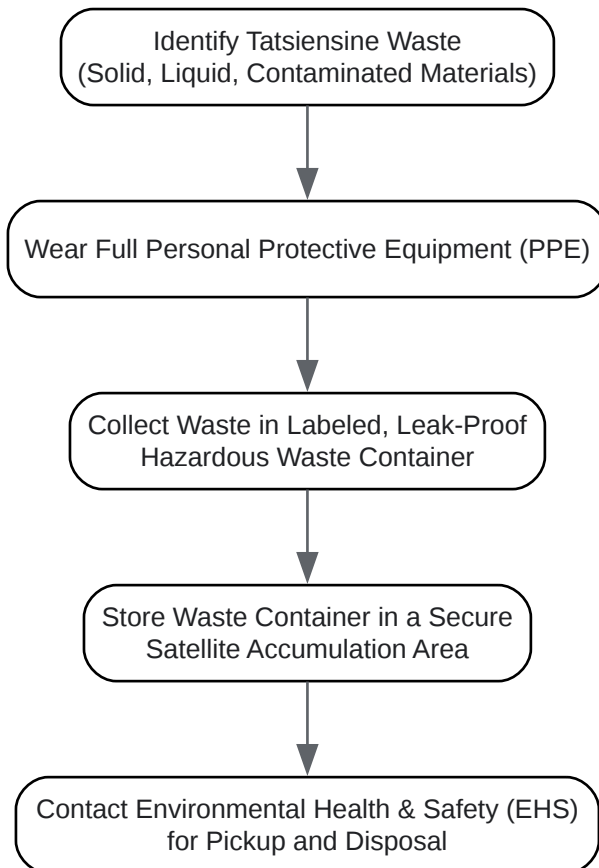 Identify Tatsiensine Waste
(Solid, Liquid, Contaminated Materials)
Wear Full Personal Protective Equipment (PPE)
Collect Waste in Labeled, Leak-Proof
Hazardous Waste Container
Store Waste Container in a Secure
Satellite Accumulation Area
Contact Environmental Health & Safety (EHS)
for Pickup and Disposal